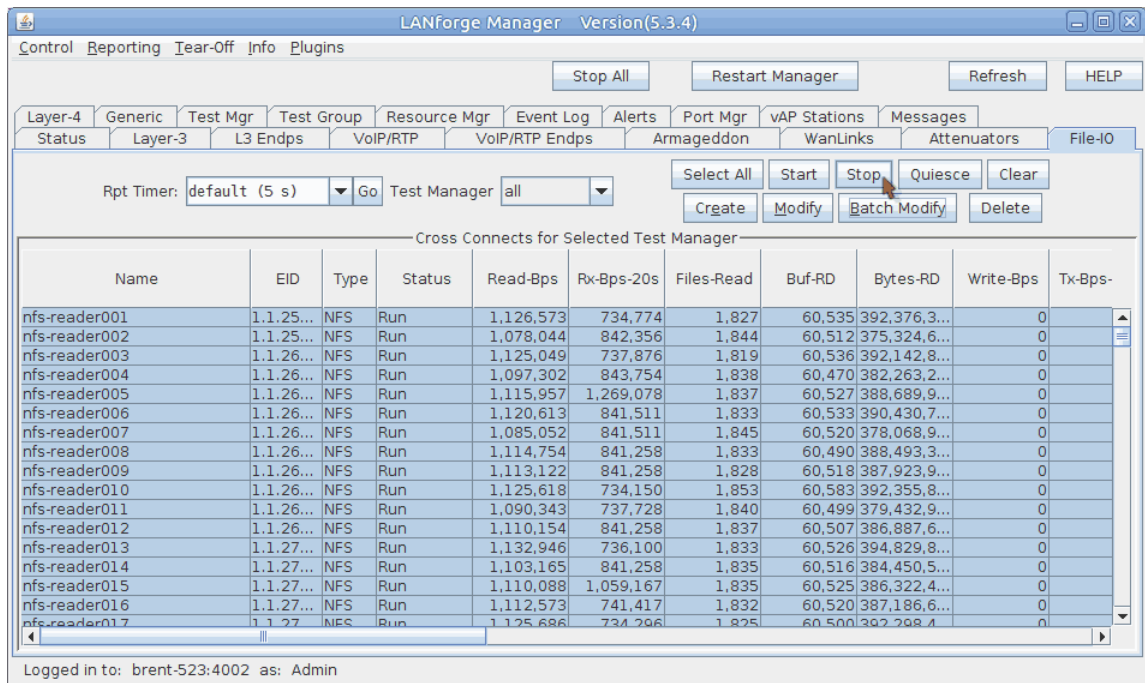 LANforge Manager Version(5.3.4)
Control Reporting Tear-Off Info Plugins
Stop All Restart Manager Refresh HELP
Layer-4 Generic Test Mgr Test Group Resource Mgr Event Log Alerts Port Mgr vAP Stations Messages
Status Layer-3 L3 Endps VoIP/RTP VoIP/RTP Endps Armageddon WanLinks Attenuators File-IO
Rpt Timer: default (5 s) Go Test Manager all Select All Start Stop Quiesce Clear
Create Modify Batch Modify Delete
Cross Connects for Selected Test Manager
Name EID Type Status Read-Bps Rx-Bps-20s Files-Read Buf-RD Bytes-RD Write-Bps Tx-Bps-
nfs-reader001 1.1.25... NFS Run 1,126,573 734,774 1,827 60,535 392,376,3... 0
nfs-reader002 1.1.25... NFS Run 1,078,044 842,356 1,844 60,512 375,324,6... 0
nfs-reader003 1.1.26... NFS Run 1,125,049 737,876 1,819 60,536 392,142,8... 0
nfs-reader004 1.1.26... NFS Run 1,097,302 843,754 1,838 60,470 382,263,2... 0
nfs-reader005 1.1.26... NFS Run 1,115,957 1,269,078 1,837 60,527 388,689,9... 0
nfs-reader006 1.1.26... NFS Run 1,120,613 841,511 1,833 60,533 390,430,7... 0
nfs-reader007 1.1.26... NFS Run 1,085,052 841,511 1,845 60,520 378,068,9... 0
nfs-reader008 1.1.26... NFS Run 1,114,754 841,258 1,833 60,490 388,493,3... 0
nfs-reader009 1.1.26... NFS Run 1,113,122 841,258 1,828 60,518 387,923,9... 0
nfs-reader010 1.1.26... NFS Run 1,125,618 734,150 1,853 60,583 392,355,8... 0
nfs-reader011 1.1.26... NFS Run 1,090,343 737,728 1,840 60,499 379,432,9... 0
nfs-reader012 1.1.26... NFS Run 1,110,154 841,258 1,837 60,507 386,887,6... 0
nfs-reader013 1.1.27... NFS Run 1,132,946 736,100 1,833 60,526 394,829,8... 0
nfs-reader014 1.1.27... NFS Run 1,103,165 841,258 1,835 60,516 384,450,5... 0
nfs-reader015 1.1.27... NFS Run 1,110,088 1,059,167 1,835 60,525 386,322,4... 0
nfs-reader016 1.1.27... NFS Run 1,112,573 741,417 1,832 60,520 387,186,6... 0
nfs-reader017 1.1.27... NFS Run 1,125,686 734,296 1,825 60,500 392,298,4... 0
Logged in to: brent-523:4002 as: Admin